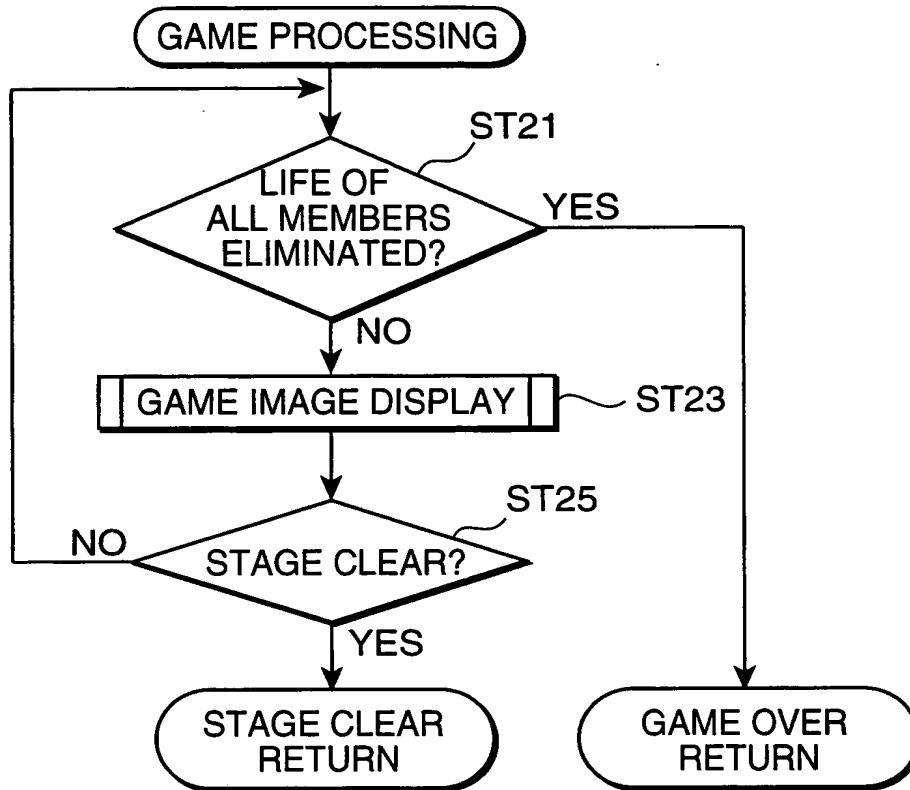 GAME PROCESSING
ST21
LIFE OF
ALL MEMBERS
ELIMINATED?
YES
NO
GAME IMAGE DISPLAY
ST23
ST25
NO
STAGE CLEAR?
YES
STAGE CLEAR
RETURN
GAME OVER
RETURN